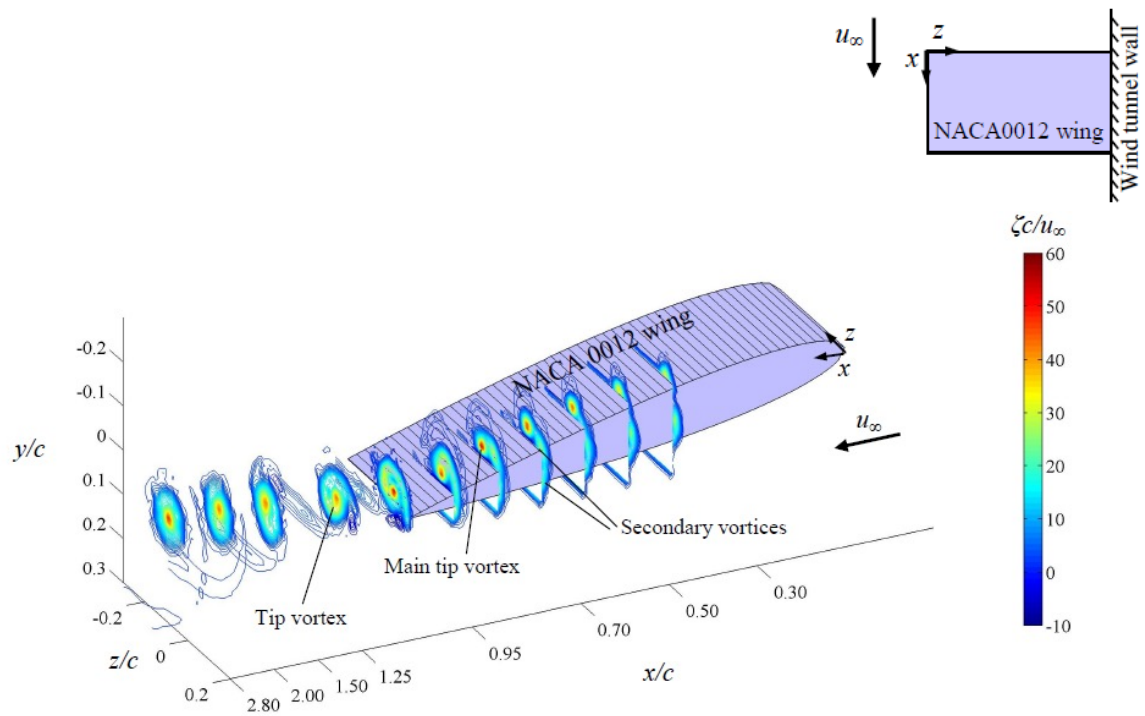 u∞
z
x
NACA0012 wing
Wind tunnel wall
ζc/u∞
60
50
40
30
20
10
0
-10
NACA 0012 wing
z
x
u∞
-0.2
-0.1
0
0.1
0.2
0.3
y/c
Secondary vortices
Main tip vortex
Tip vortex
-0.2
0
0.2
z/c
2.80
2.00
1.50
1.25
0.95
0.70
0.50
0.30
x/c